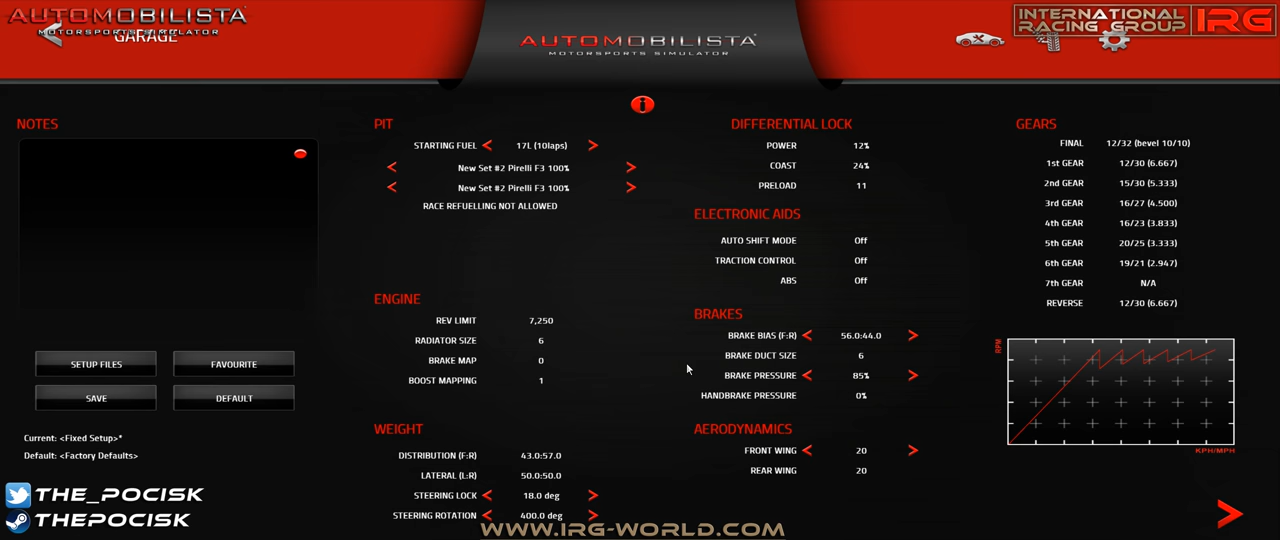 AUTOMOBILISTA
MOTORSPORTS SIMULATOR
GARAGE
AUTOMOBILISTA
MOTORSPORTS SIMULATOR
INTERNATIONAL
RACING GROUP
IRG
NOTES
SETUP FILES
FAVOURITE
SAVE
DEFAULT
Current: <Fixed Setup>*
Default: <Factory Defaults>
THE_POCISK
THEPOCISK
PIT
STARTING FUEL 17L (10laps)
New Set #2 Pirelli F3 100%
New Set #2 Pirelli F3 100%
RACE REFUELLING NOT ALLOWED
ENGINE
REV LIMIT 7,250
RADIATOR SIZE 6
BRAKE MAP 0
BOOST MAPPING 1
WEIGHT
DISTRIBUTION (F:R) 43.0:57.0
LATERAL (L:R) 50.0:50.0
STEERING LOCK 18.0 deg
STEERING ROTATION 400.0 deg
DIFFERENTIAL LOCK
POWER 12%
COAST 24%
PRELOAD 11
ELECTRONIC AIDS
AUTO SHIFT MODE Off
TRACTION CONTROL Off
ABS Off
BRAKES
BRAKE BIAS (F:R) 56.0:44.0
BRAKE DUCT SIZE 6
BRAKE PRESSURE 85%
HANDBRAKE PRESSURE 0%
AERODYNAMICS
FRONT WING 20
REAR WING 20
GEARS
FINAL 12/32 (bevel 10/10)
1st GEAR 12/30 (6.667)
2nd GEAR 15/30 (5.333)
3rd GEAR 16/27 (4.500)
4th GEAR 16/23 (3.833)
5th GEAR 20/25 (3.333)
6th GEAR 19/21 (2.947)
7th GEAR N/A
REVERSE 12/30 (6.667)
RPM
KPH/MPH
WWW.IRG-WORLD.COM